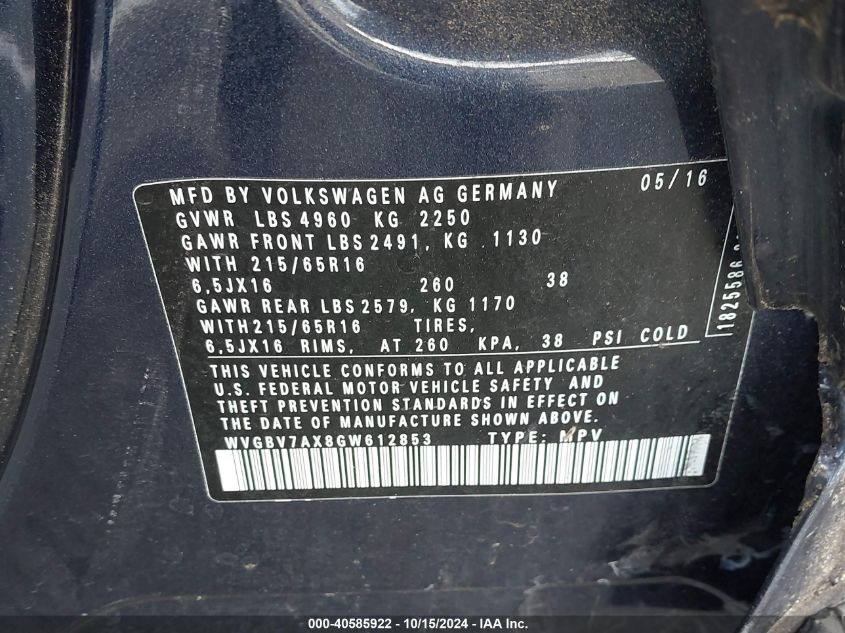 MFD BY VOLKSWAGEN AG GERMANY 05/16
GVWR LBS 4960 KG 2250
GAWR FRONT LBS 2491, KG 1130
WITH 215/65R16
6,5JX16 260 38
GAWR REAR LBS 2579, KG 1170
WITH 215/65R16 TIRES,
6,5JX16 RIMS, AT 260 KPA, 38 PSI COLD
THIS VEHICLE CONFORMS TO ALL APPLICABLE
U.S. FEDERAL MOTOR VEHICLE SAFETY AND
THEFT PREVENTION STANDARDS IN EFFECT ON
DATE OF MANUFACTURE SHOWN ABOVE.
WVGBV7AX8GW612853 TYPE: MPV
1825586
000-40585922 - 10/15/2024 - IAA Inc.